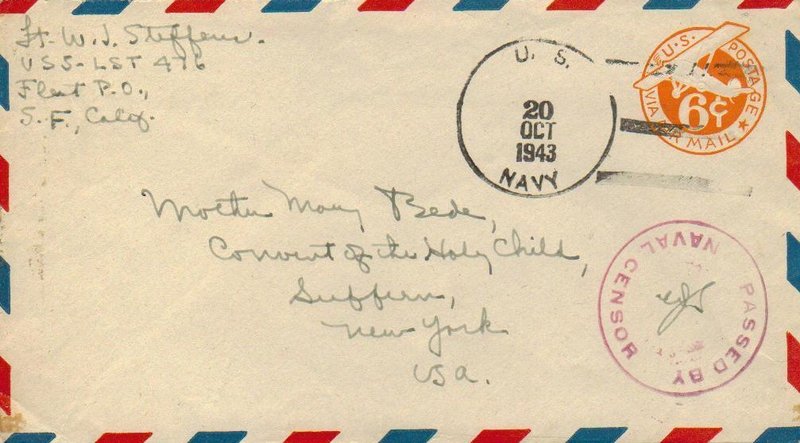 Lt. W. J. Steffens.
USS-LST 476
Fleet P.O.,
S.F., Calif.
U. S.
20
OCT
1943
NAVY
U.S. POSTAGE
6¢
VIA AIR MAIL
Mother Mary Bede,
Convent of the Holy Child,
Suffern,
New York
USA.
PASSED BY
NAVAL CENSOR